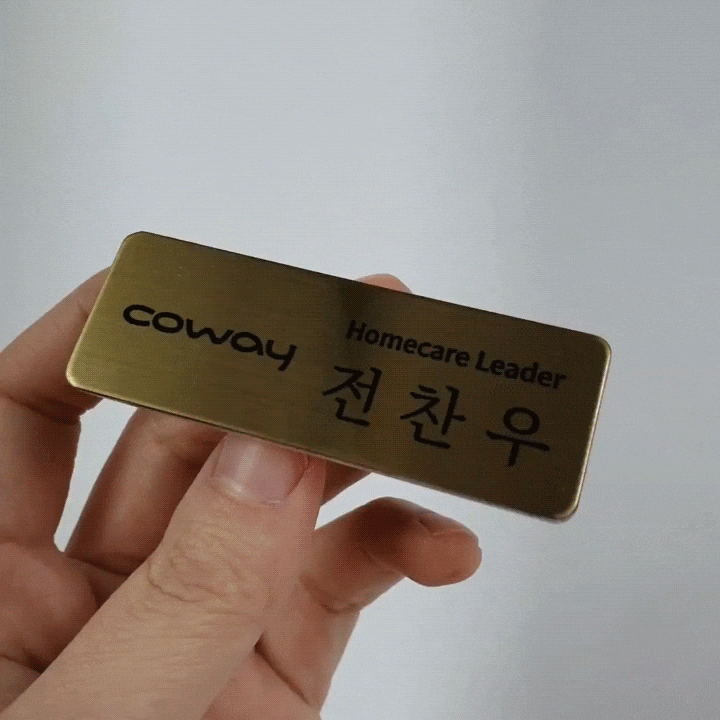 coway
Homecare Leader
전찬우